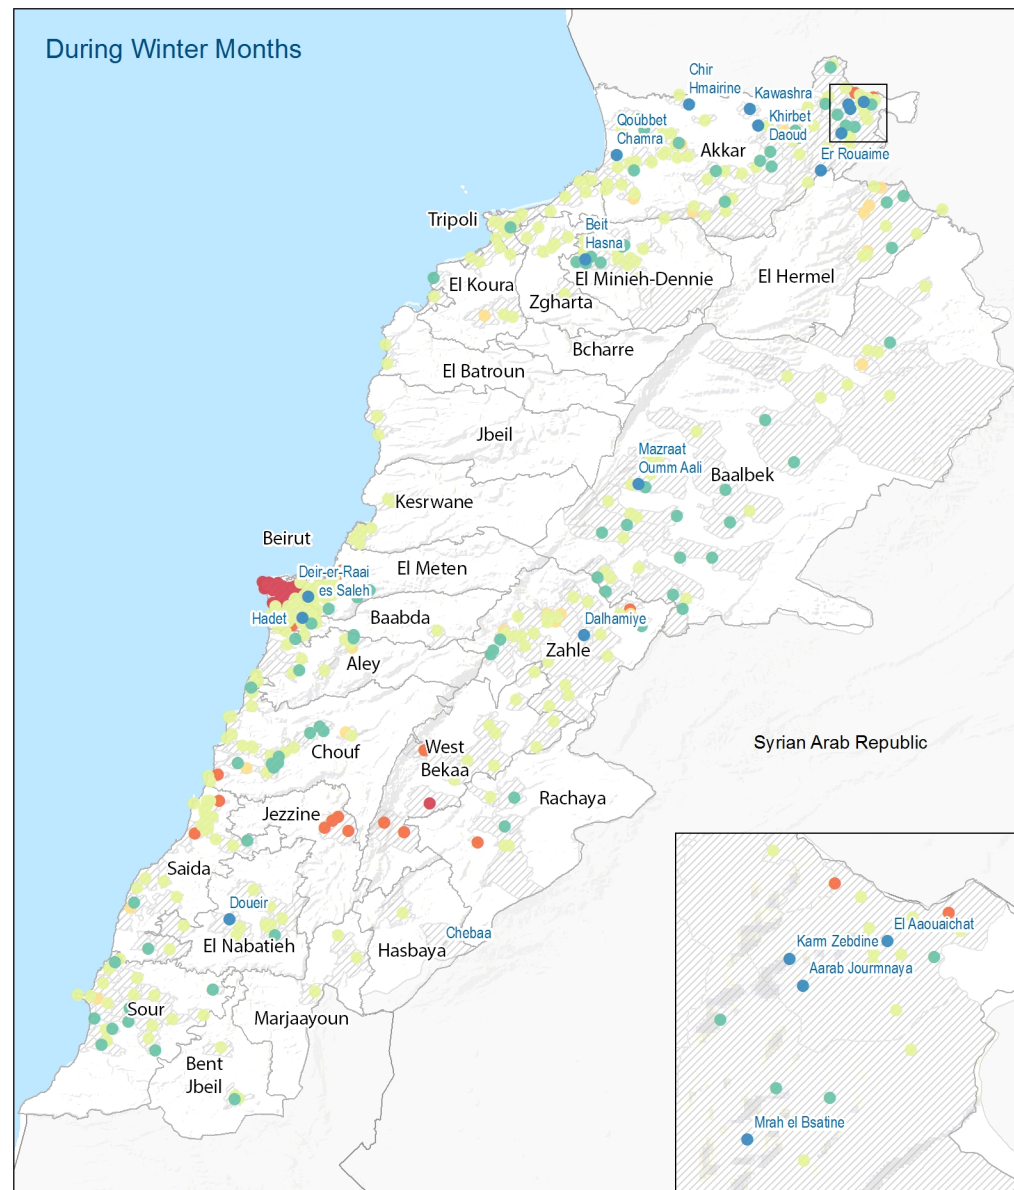 During Winter Months
Chir
Hmairine
Kawashra
Khirbet
Daoud
Qoubbet
Chamra
Akkar
Er Rouaime
Tripoli
Beit
Hasna
El Koura
El Minieh-Dennie
El Hermel
Zgharta
Bcharre
El Batroun
Jbeil
Mazraat
Oumm Aali
Baalbek
Kesrwane
Beirut
Deir-er-Raai
es Saleh
El Meten
Hadet
Baabda
Dalhamiye
Zahle
Aley
Chouf
West
Bekaa
Syrian Arab Republic
Rachaya
Jezzine
Saida
Doueir
El Nabatieh
Chebaa
Hasbaya
Sour
Marjaayoun
Bent
Jbeil
El Aaouaichat
Karm Zebdine
Aarab Jourmnaya
Mrah el Bsatine